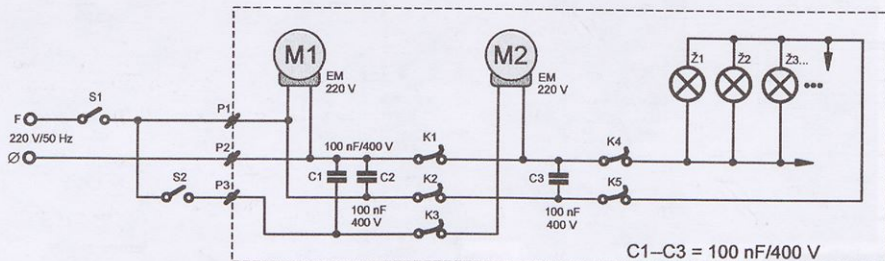 M1
M2
Ž1
Ž2
Ž3...
EM
220 V
EM
220 V
F
S1
P1
220 V/50 Hz
P2
100 nF/400 V
K1
K4
Ø
S2
P3
C1
C2
K2
C3
K5
100 nF
400 V
K3
100 nF
400 V
C1–C3 = 100 nF/400 V